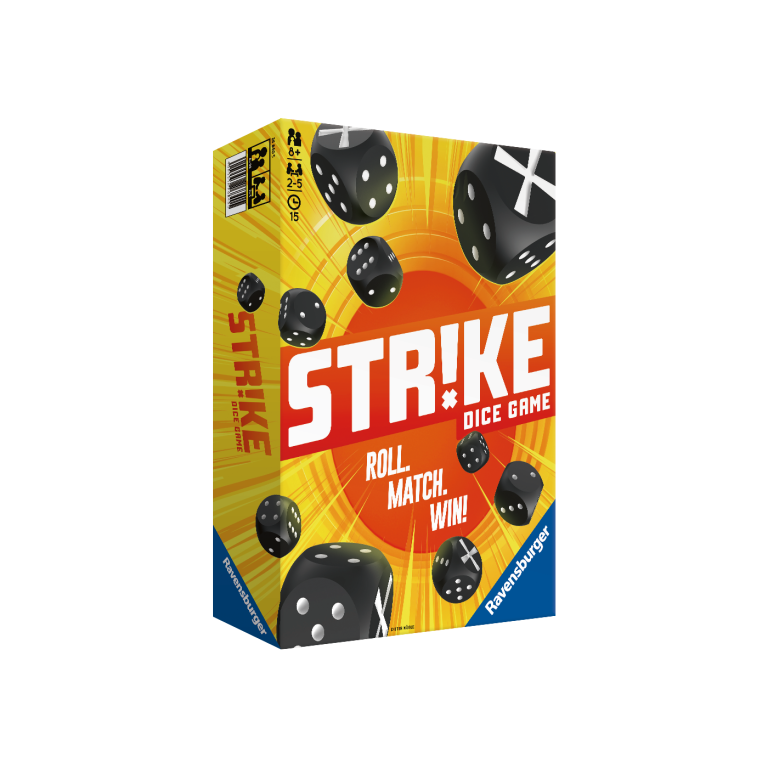 8+
2-5
15
STR!KE
DICE GAME
ROLL.
MATCH.
WIN!
Ravensburger
STR!KE
DICE GAME
Ravensburger